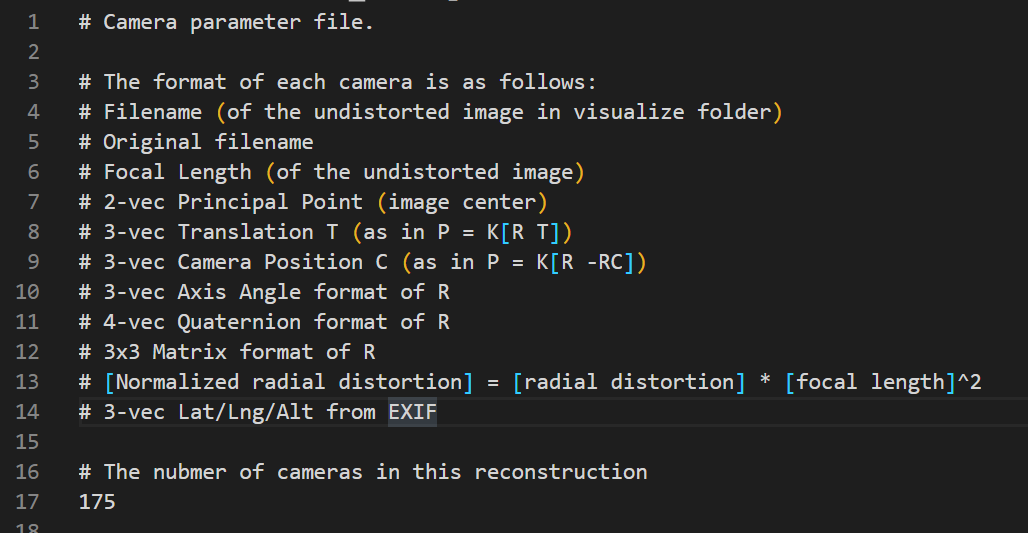 1 # Camera parameter file.
2
3 # The format of each camera is as follows:
4 # Filename (of the undistorted image in visualize folder)
5 # Original filename
6 # Focal Length (of the undistorted image)
7 # 2-vec Principal Point (image center)
8 # 3-vec Translation T (as in P = K[R T])
9 # 3-vec Camera Position C (as in P = K[R -RC])
10 # 3-vec Axis Angle format of R
11 # 4-vec Quaternion format of R
12 # 3x3 Matrix format of R
13 # [Normalized radial distortion] = [radial distortion] * [focal length]^2
14 # 3-vec Lat/Lng/Alt from EXIF
15
16 # The nubmer of cameras in this reconstruction
17 175
18